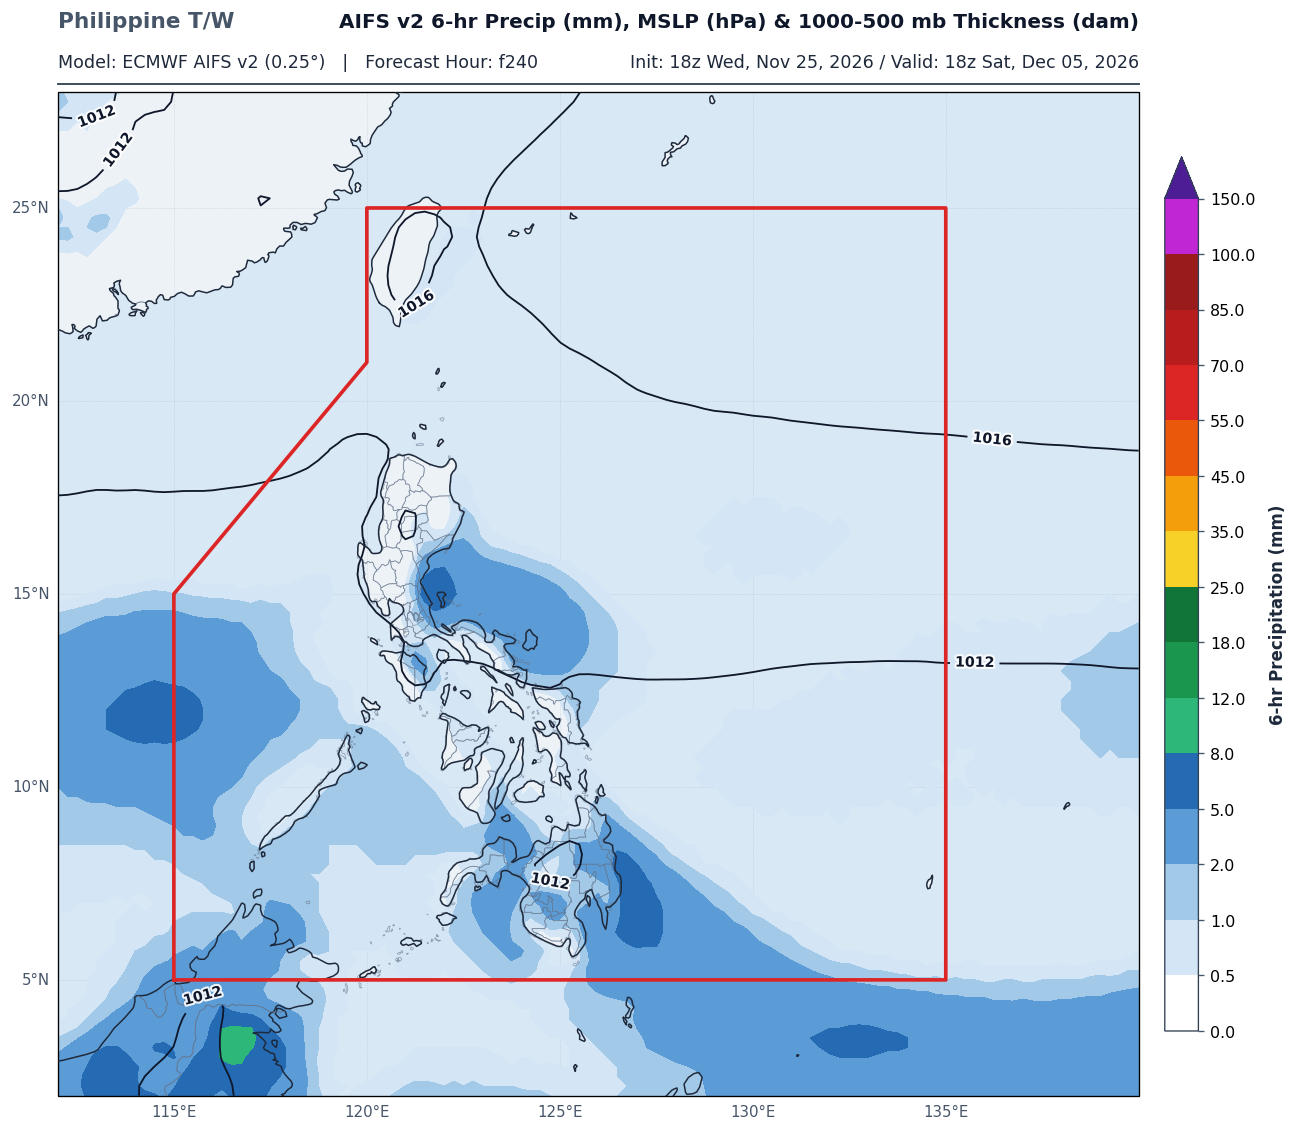 Philippine T/W
AIFS v2 6-hr Precip (mm), MSLP (hPa) & 1000-500 mb Thickness (dam)
Model: ECMWF AIFS v2 (0.25°) | Forecast Hour: f240
Init: 18z Wed, Nov 25, 2026 / Valid: 18z Sat, Dec 05, 2026
1012
1012
1016
1016
1012
1012
1012
25°N
20°N
15°N
10°N
5°N
115°E
120°E
125°E
130°E
135°E
150.0
100.0
85.0
70.0
55.0
45.0
35.0
25.0
18.0
12.0
8.0
5.0
2.0
1.0
0.5
0.0
6-hr Precipitation (mm)